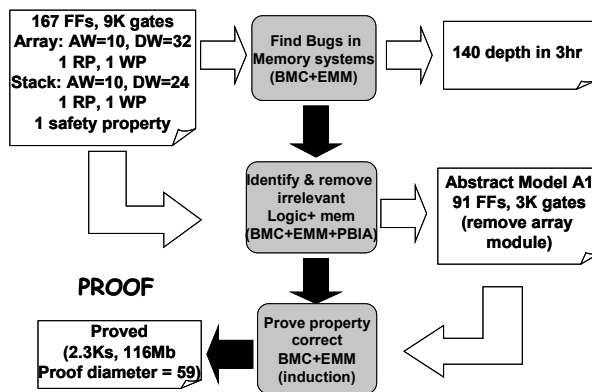 167 FFs, 9K gates
Array: AW=10, DW=32
1 RP, 1 WP
Stack: AW=10, DW=24
1 RP, 1 WP
1 safety property
Find Bugs in
Memory systems
(BMC+EMM)
140 depth in 3hr
Identify & remove
irrelevant
Logic+ mem
(BMC+EMM+PBIA)
Abstract Model A1
91 FFs, 3K gates
(remove array
module)
PROOF
Proved
(2.3Ks, 116Mb
Proof diameter = 59)
Prove property
correct
BMC+EMM
(induction)